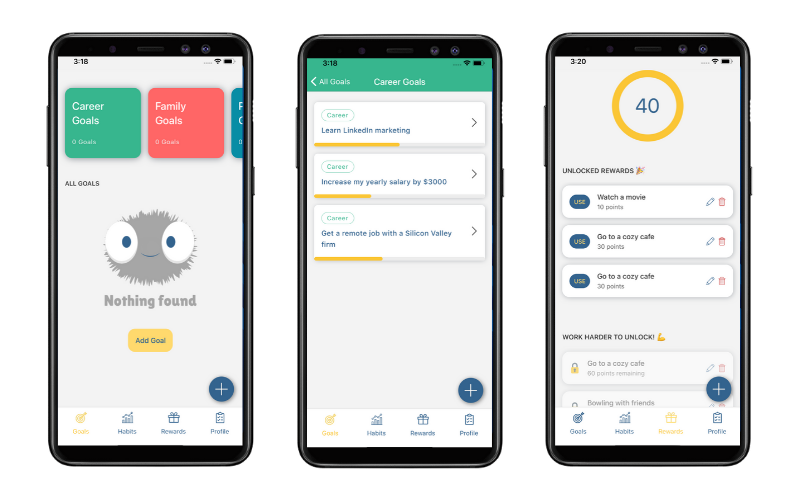 3:18
Career
Goals
0 Goals
Family
Goals
0 Goals
ALL GOALS
Nothing found
Add Goal
Goals
Habits
Rewards
Profile
3:18
All Goals
Career Goals
Career
Learn LinkedIn marketing
Career
Increase my yearly salary by $3000
Career
Get a remote job with a Silicon Valley
firm
Goals
Habits
Rewards
Profile
3:20
40
UNLOCKED REWARDS 🎉
USE
Watch a movie
10 points
USE
Go to a cozy cafe
30 points
USE
Go to a cozy cafe
30 points
WORK HARDER TO UNLOCK! 💪
Go to a cozy cafe
60 points remaining
Bowling with friends
Goals
Habits
Rewards
Profile